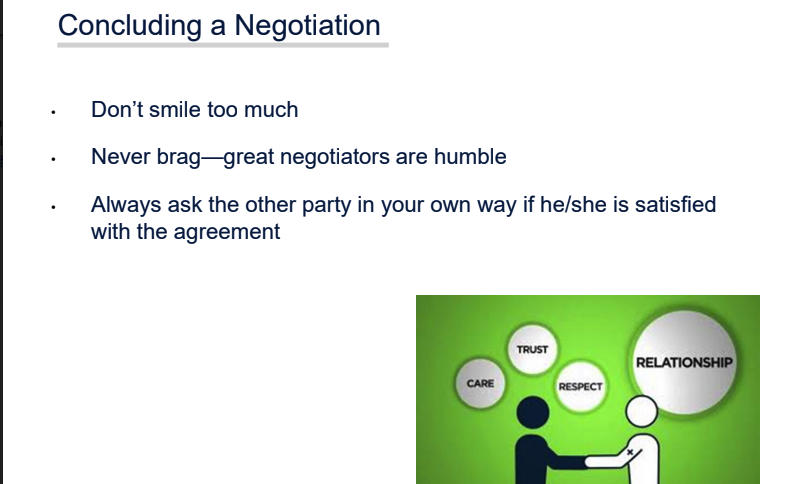 Concluding a Negotiation
• Don’t smile too much
• Never brag—great negotiators are humble
• Always ask the other party in your own way if he/she is satisfied
with the agreement
TRUST
RELATIONSHIP
CARE
RESPECT